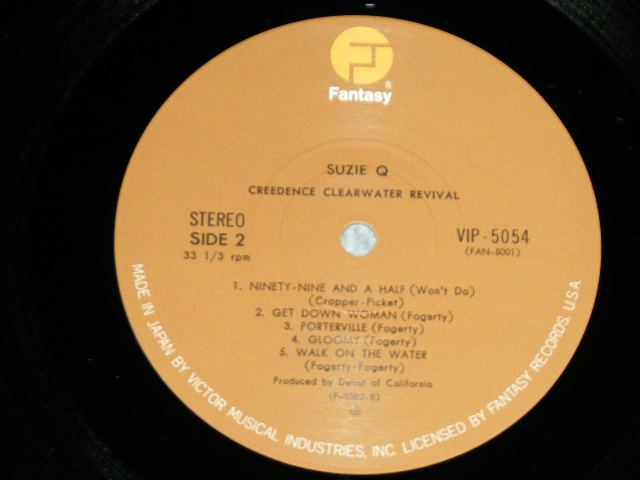 Fantasy
®
SUZIE Q
CREEDENCE CLEARWATER REVIVAL
STEREO
SIDE 2
33 1/3 rpm
VIP-5054
(FAN-5001)
1. NINETY-NINE AND A HALF (Won't Do)
(Cropper-Picket)
2. GET DOWN WOMAN (Fogerty)
3. PORTERVILLE (Fogerty)
4. GLOOMY (Fogerty)
5. WALK ON THE WATER
(Fogerty-Fogerty)
Produced by Debut of California
(F-8382-B)
MADE IN JAPAN BY VICTOR MUSICAL INDUSTRIES, INC. LICENSED BY FANTASY RECORDS, U.S.A.